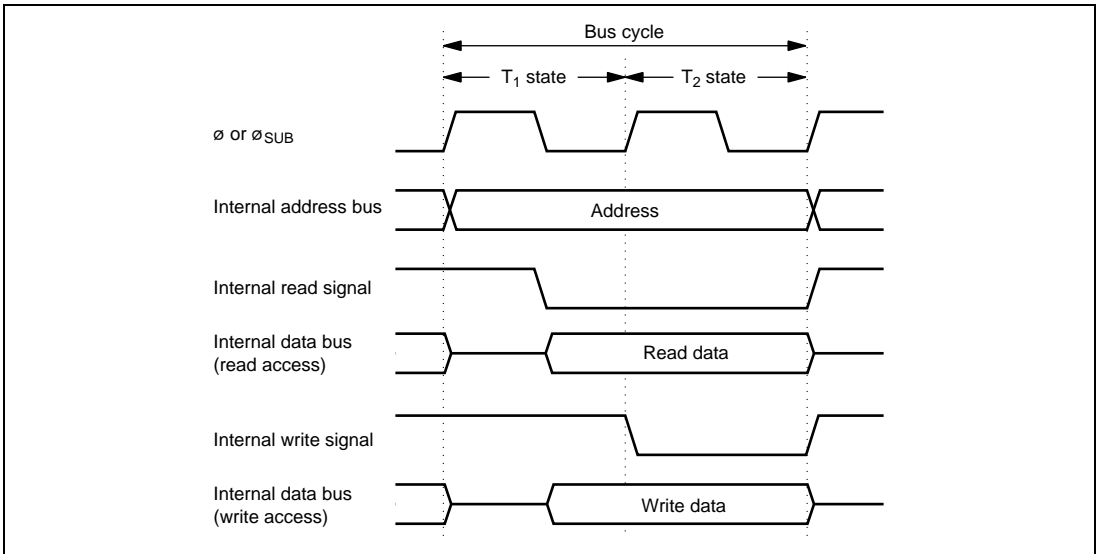 Bus cycle
T₁ state
T₂ state
ø or øSUB
Internal address bus
Address
Internal read signal
Internal data bus
(read access)
Read data
Internal write signal
Internal data bus
(write access)
Write data